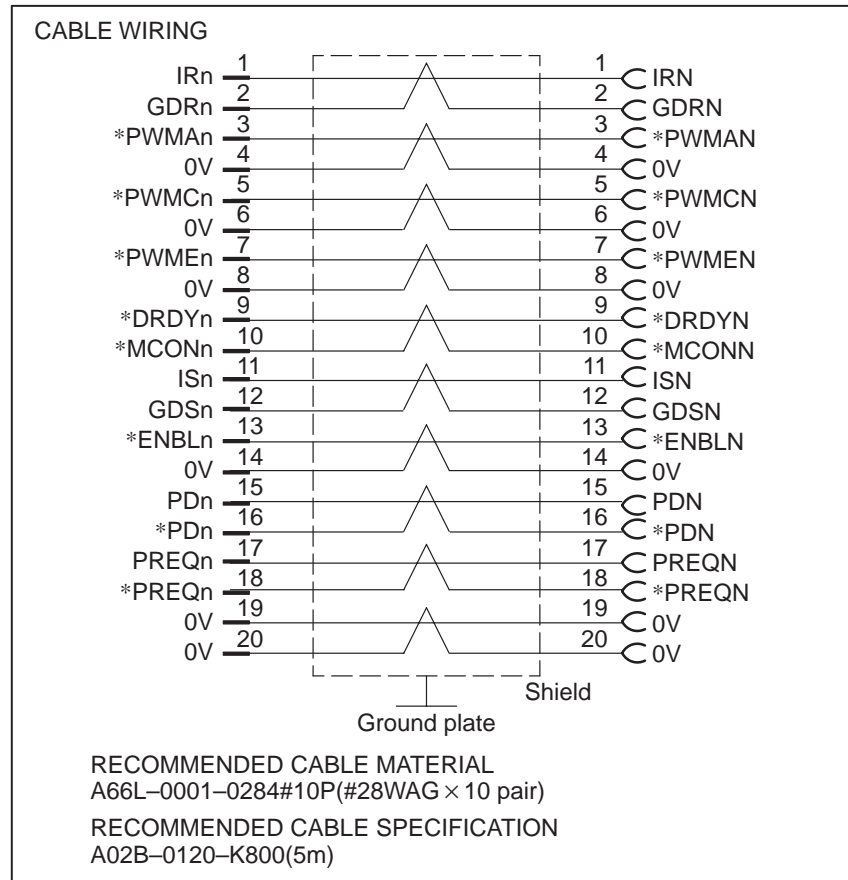 CABLE WIRING
IRn 1 1 IRN
GDRn 2 2 GDRN
*PWMAn 3 3 *PWMAN
0V 4 4 0V
*PWMCn 5 5 *PWMCN
0V 6 6 0V
*PWMEn 7 7 *PWMEN
0V 8 8 0V
*DRDYn 9 9 *DRDYN
*MCONn 10 10 *MCONN
ISn 11 11 ISN
GDSn 12 12 GDSN
*ENBLn 13 13 *ENBLN
0V 14 14 0V
PDn 15 15 PDN
*PDn 16 16 *PDN
PREQn 17 17 PREQN
*PREQn 18 18 *PREQN
0V 19 19 0V
0V 20 20 0V
Shield
Ground plate
RECOMMENDED CABLE MATERIAL
A66L–0001–0284#10P(#28WAG × 10 pair)
RECOMMENDED CABLE SPECIFICATION
A02B–0120–K800(5m)